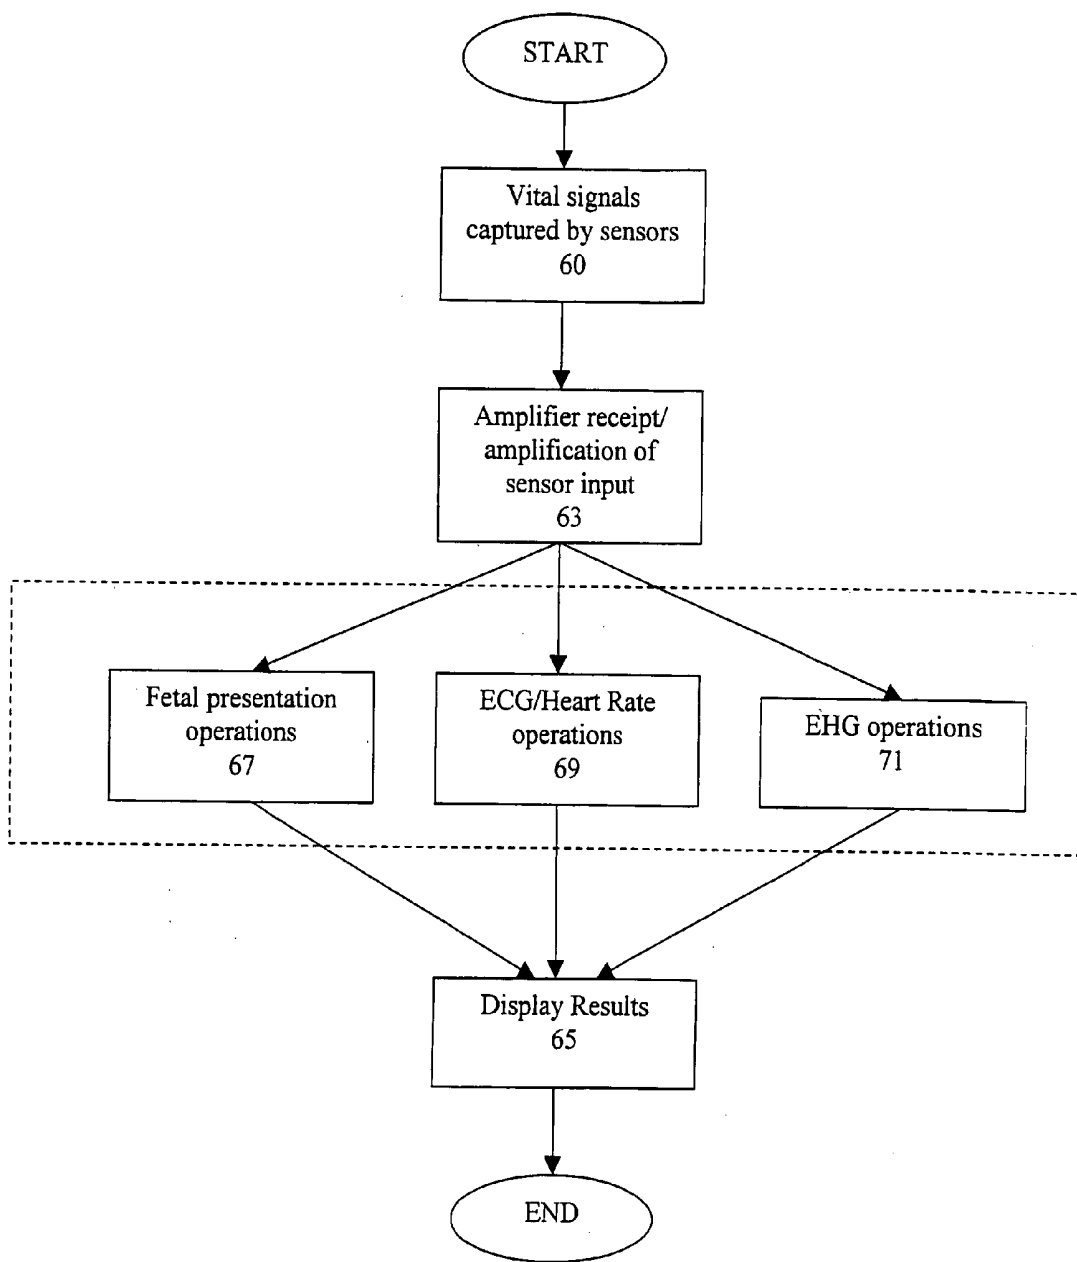 START
Vital signals
captured by sensors
60
Amplifier receipt/
amplification of
sensor input
63
Fetal presentation
operations
67
ECG/Heart Rate
operations
69
EHG operations
71
Display Results
65
END